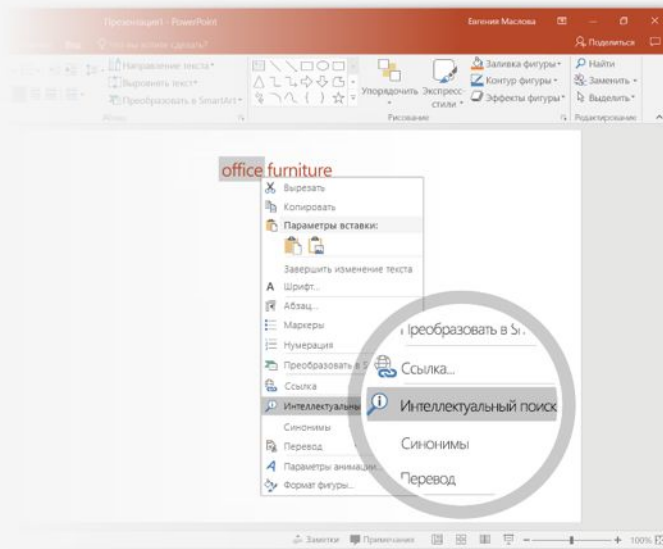 Презентация1 - PowerPoint
Евгения Маслова
Вид
Что вы хотите сделать?
Поделиться
Направление текста
Выровнять текст
Преобразовать в SmartArt
Абзац
Упорядочить
Экспресс-стили
Рисование
Заливка фигуры
Контур фигуры
Эффекты фигуры
Найти
Заменить
Выделить
Редактирование
office furniture
Вырезать
Копировать
Параметры вставки:
Завершить изменение текста
Шрифт...
Абзац...
Маркеры
Нумерация
Преобразовать в S
Ссылка
Интеллектуальны
Синонимы
Перевод
Параметры анимации...
Формат фигуры...
Преобразовать в S
Ссылка...
Интеллектуальный поиск
Синонимы
Перевод
Заметки
Примечания
100%